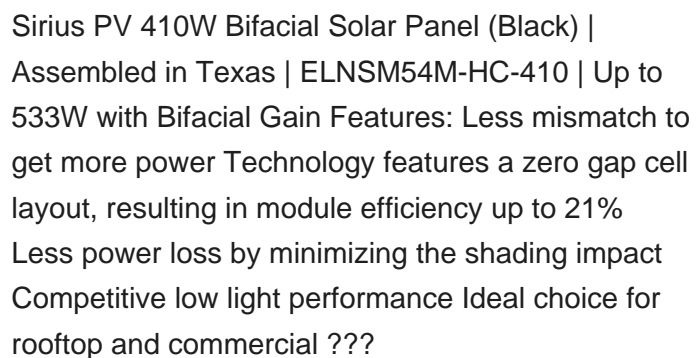 Sirius PV 410W Bifacial Solar Panel (Black) |
Assembled in Texas | ELNSM54M-HC-410 | Up to
533W with Bifacial Gain Features: Less mismatch to
get more power Technology features a zero gap cell
layout, resulting in module efficiency up to 21%
Less power loss by minimizing the shading impact
Competitive low light performance Ideal choice for
rooftop and commercial ???